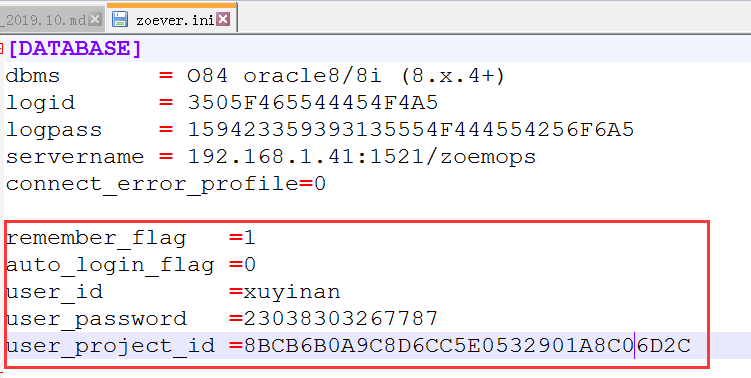 _2019.10.md
zoever.ini
[DATABASE]
dbms = O84 oracle8/8i (8.x.4+)
logid = 3505F465544454F4A5
logpass = 159423359393135554F444554256F6A5
servername = 192.168.1.41:1521/zoemops
connect_error_profile=0
remember_flag =1
auto_login_flag =0
user_id =xuyinan
user_password =23038303267787
user_project_id =8BCB6B0A9C8D6CC5E0532901A8C06D2C